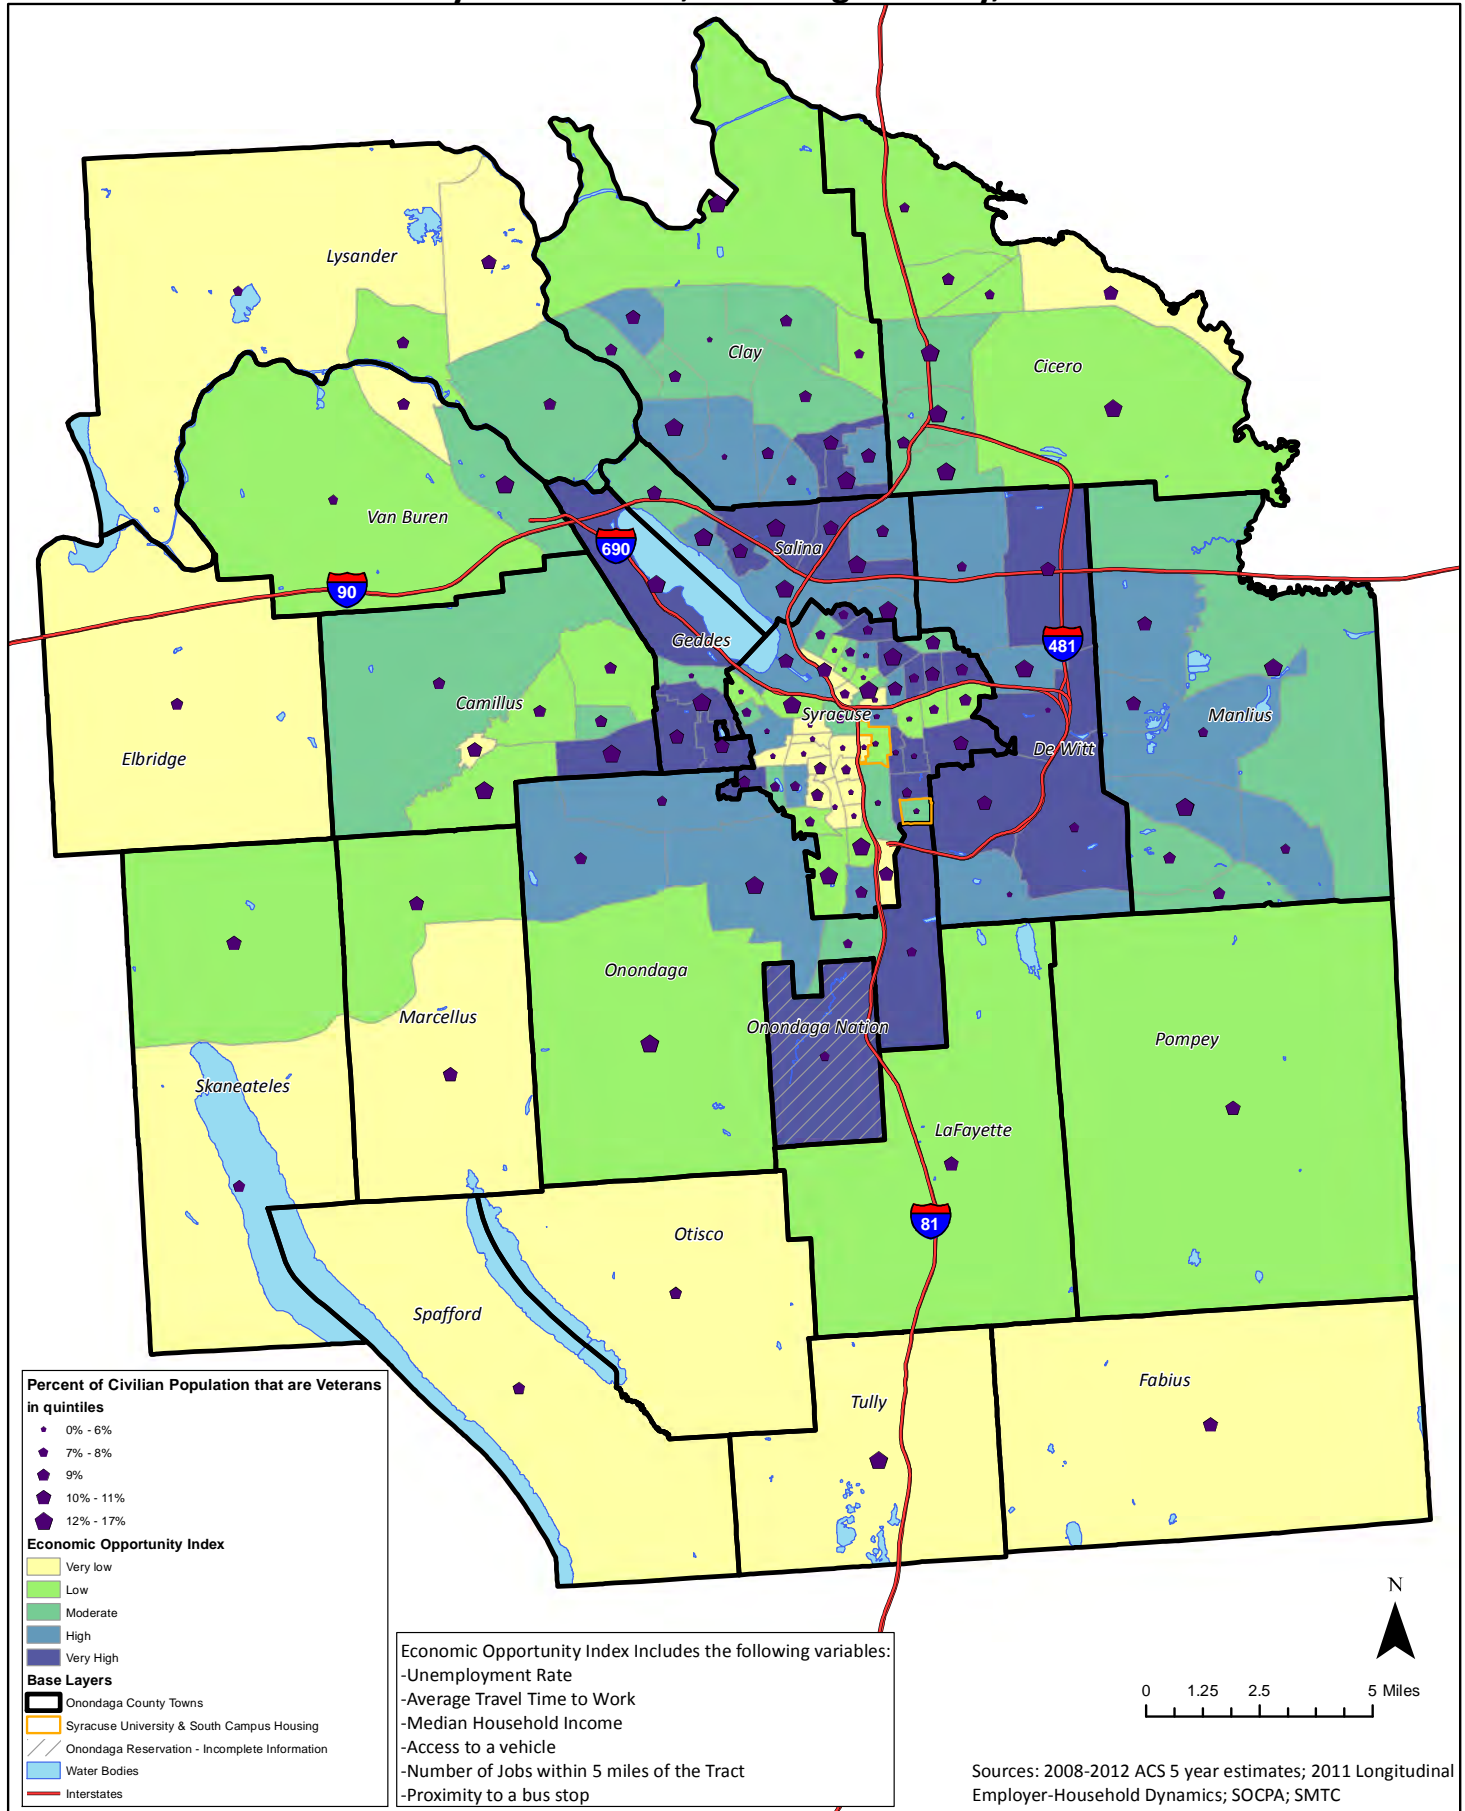 Lysander
Clay
Cicero
Van Buren
Salina
690
90
Geddes
481
Camillus
Syracuse
Manlius
De Witt
Elbridge
Onondaga
Marcellus
Onondaga Nation
Pompey
Skaneateles
LaFayette
81
Otisco
Spafford
Fabius
Tully
Percent of Civilian Population that are Veterans
in quintiles
0% - 6%
7% - 8%
9%
10% - 11%
12% - 17%
Economic Opportunity Index
Very low
Low
Moderate
High
Very High
Base Layers
Onondaga County Towns
Syracuse University & South Campus Housing
Onondaga Reservation - Incomplete Information
Water Bodies
Interstates
Economic Opportunity Index Includes the following variables:
-Unemployment Rate
-Average Travel Time to Work
-Median Household Income
-Access to a vehicle
-Number of Jobs within 5 miles of the Tract
-Proximity to a bus stop
N
0 1.25 2.5 5 Miles
Sources: 2008-2012 ACS 5 year estimates; 2011 Longitudinal
Employer-Household Dynamics; SOCPA; SMTC